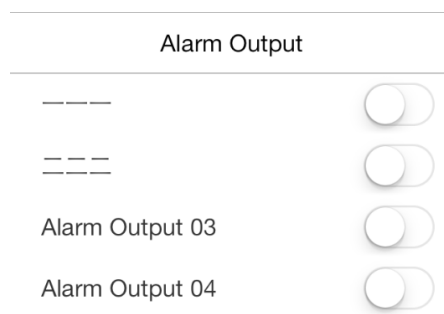 Alarm Output
一一一
二二二
Alarm Output 03
Alarm Output 04